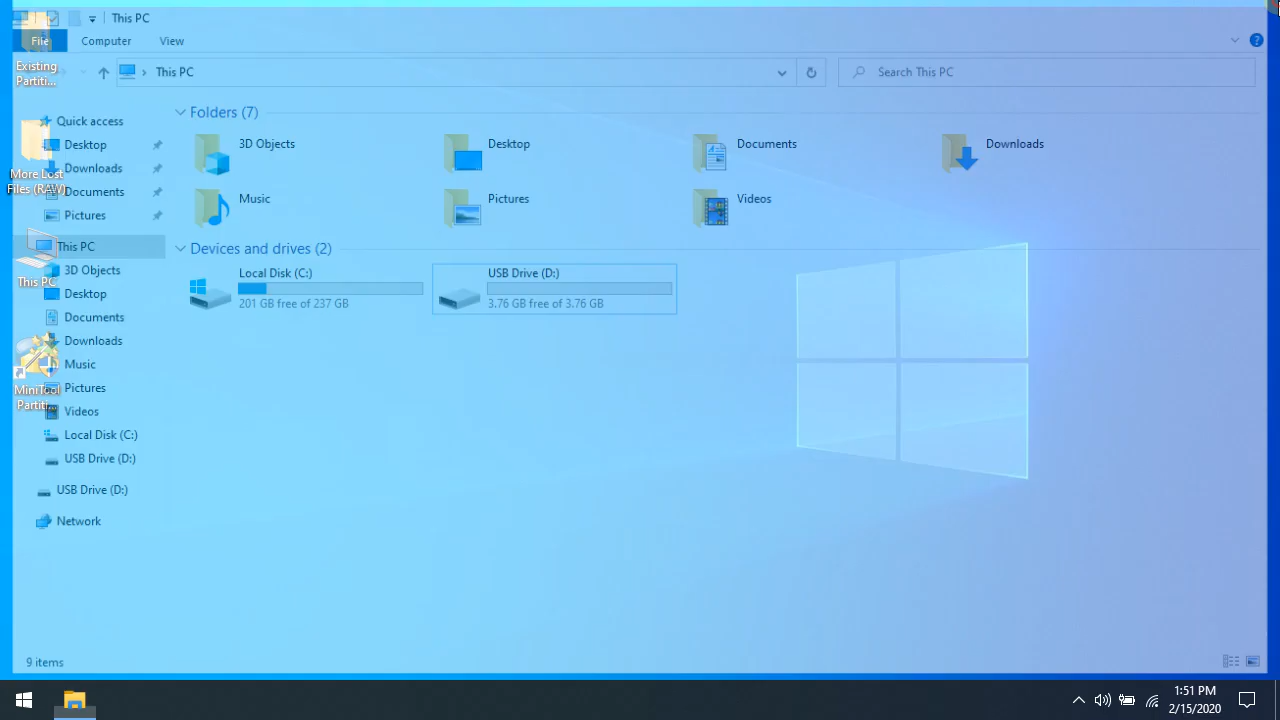 This PC
File
Computer
View
Existing
Partiti...
This PC
Search This PC
More Lost
Files (RAW)
This PC
MiniTool
Partiti...
Quick access
Desktop
Downloads
Documents
Pictures
This PC
3D Objects
Desktop
Documents
Downloads
Music
Pictures
Videos
Local Disk (C:)
USB Drive (D:)
USB Drive (D:)
Network
Folders (7)
3D Objects
Desktop
Documents
Downloads
Music
Pictures
Videos
Devices and drives (2)
Local Disk (C:)
201 GB free of 237 GB
USB Drive (D:)
3.76 GB free of 3.76 GB
9 items
1:51 PM
2/15/2020